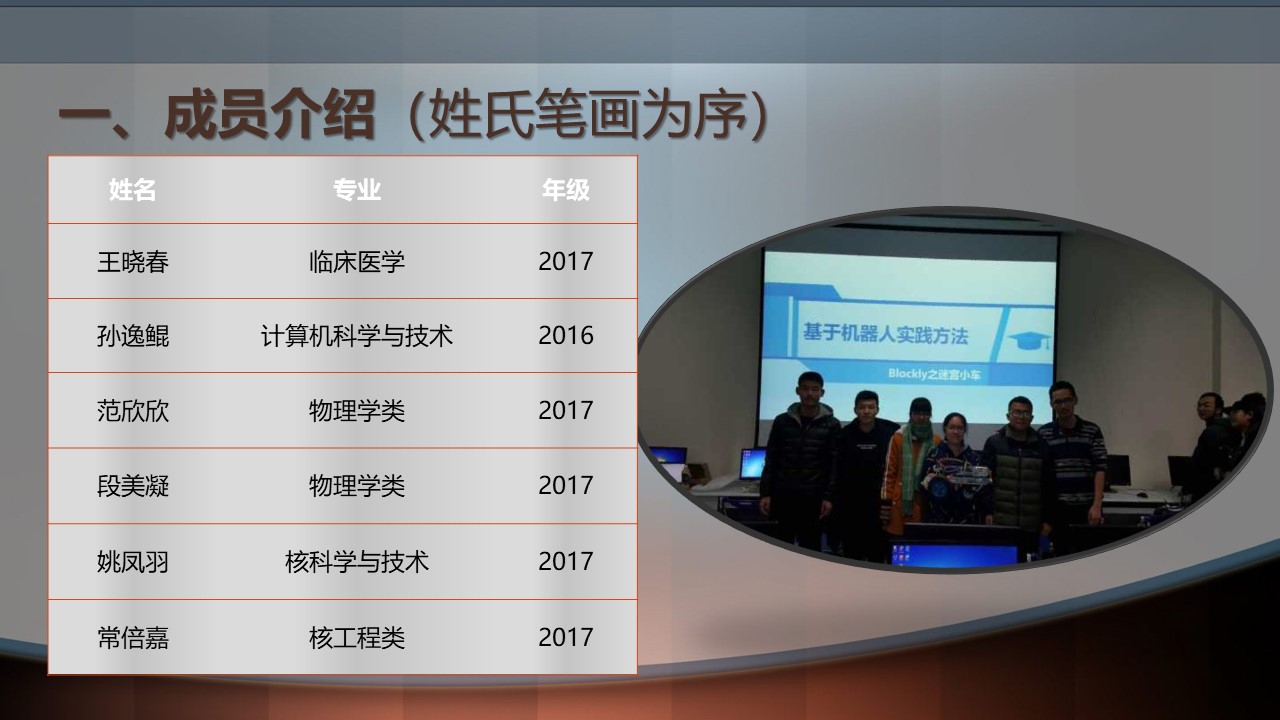 一、成员介绍（姓氏笔画为序）
姓名 专业 年级
王晓春 临床医学 2017
孙逸鲲 计算机科学与技术 2016
范欣欣 物理学类 2017
段美凝 物理学类 2017
姚凤羽 核科学与技术 2017
常倍嘉 核工程类 2017
基于机器人实践方法
Blockly之迷宫小车